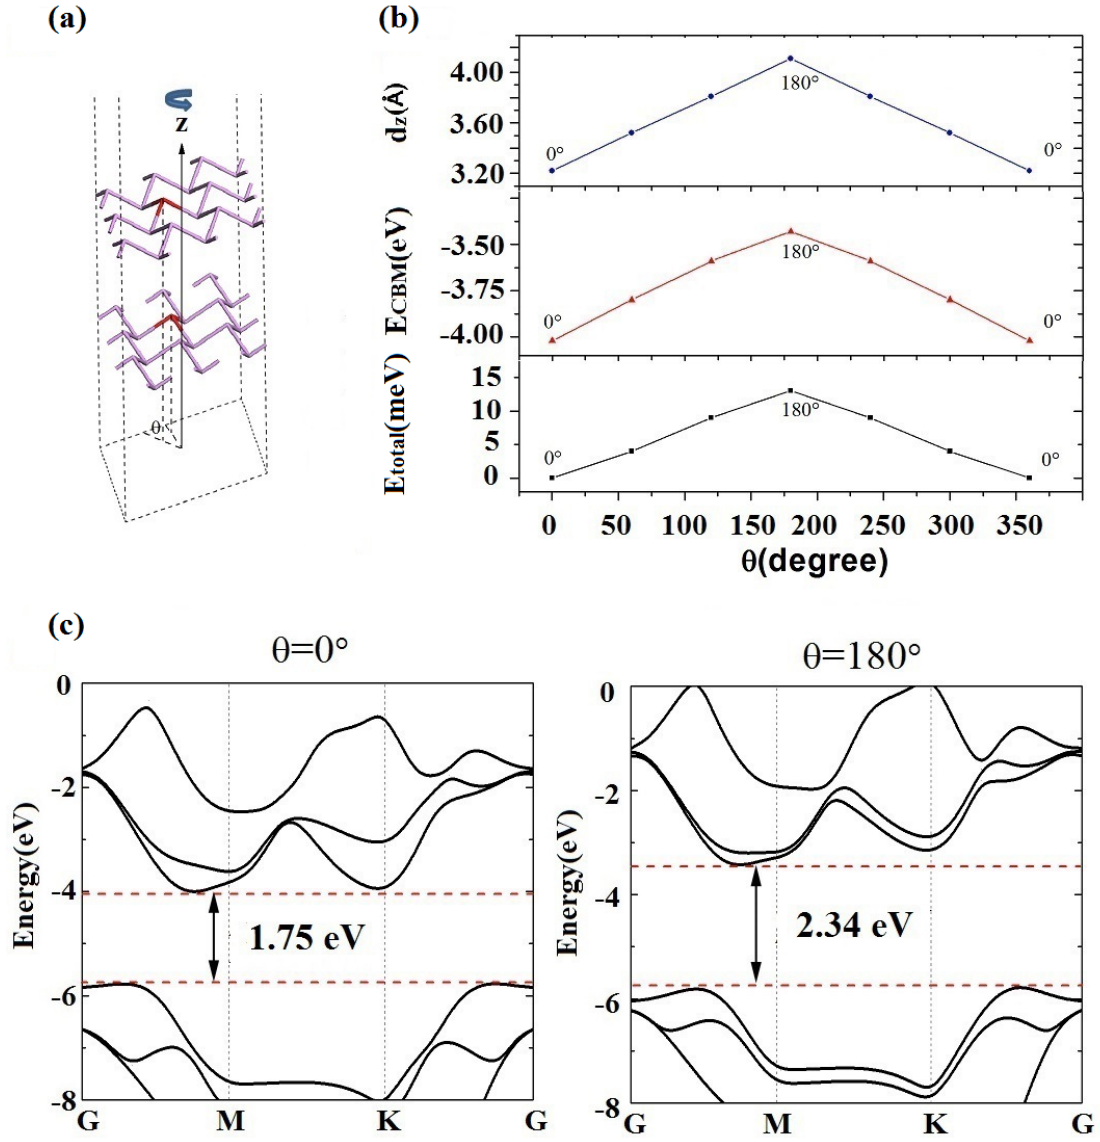 (a)
z
θ
(b)
dz(Å)
4.00
3.60
3.20
0°
180°
0°
ECBM(eV)
-3.50
-3.75
-4.00
0°
180°
0°
Etotal(meV)
15
10
5
0
0°
180°
0°
0 50 100 150 200 250 300 350
θ(degree)
(c)
θ=0°
Energy(eV)
0
-2
-4
-6
-8
1.75 eV
G M K G
θ=180°
Energy(eV)
0
-2
-4
-6
-8
2.34 eV
G M K G